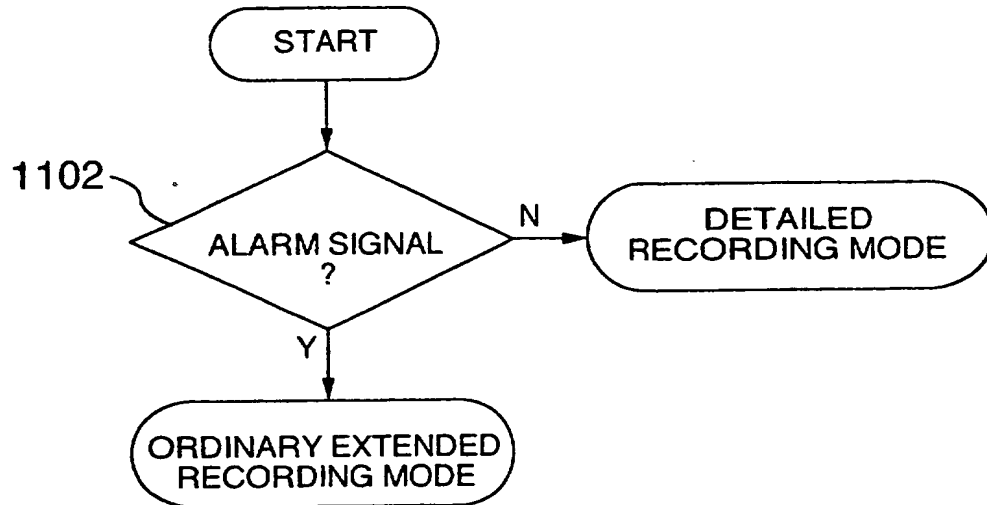 START
1102
ALARM SIGNAL
?
N
DETAILED
RECORDING MODE
Y
ORDINARY EXTENDED
RECORDING MODE